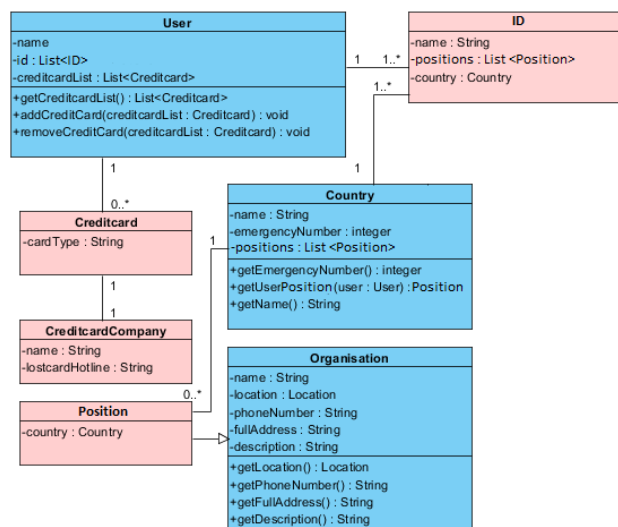 User
-name
-id : List<ID>
-creditcardList : List<Creditcard>
+getCreditcardList() : List<Creditcard>
+addCreditCard(creditcardList : Creditcard) : void
+removeCreditCard(creditcardList : Creditcard) : void
ID
-name : String
-positions : List <Position>
-country : Country
1
1..*
1..*
1
1
0..*
Creditcard
-cardType : String
1
1
CreditcardCompany
-name : String
-lostcardHotline : String
Country
-name : String
-emergencyNumber : integer
-positions : List <Position>
+getEmergencyNumber() : integer
+getUserPosition(user : User) : Position
+getName() : String
1
0..*
Position
-country : Country
Organisation
-name : String
-location : Location
-phoneNumber : String
-fullAddress : String
-description : String
+getLocation() : Location
+getPhoneNumber() : String
+getFullAddress() : String
+getDescription() : String